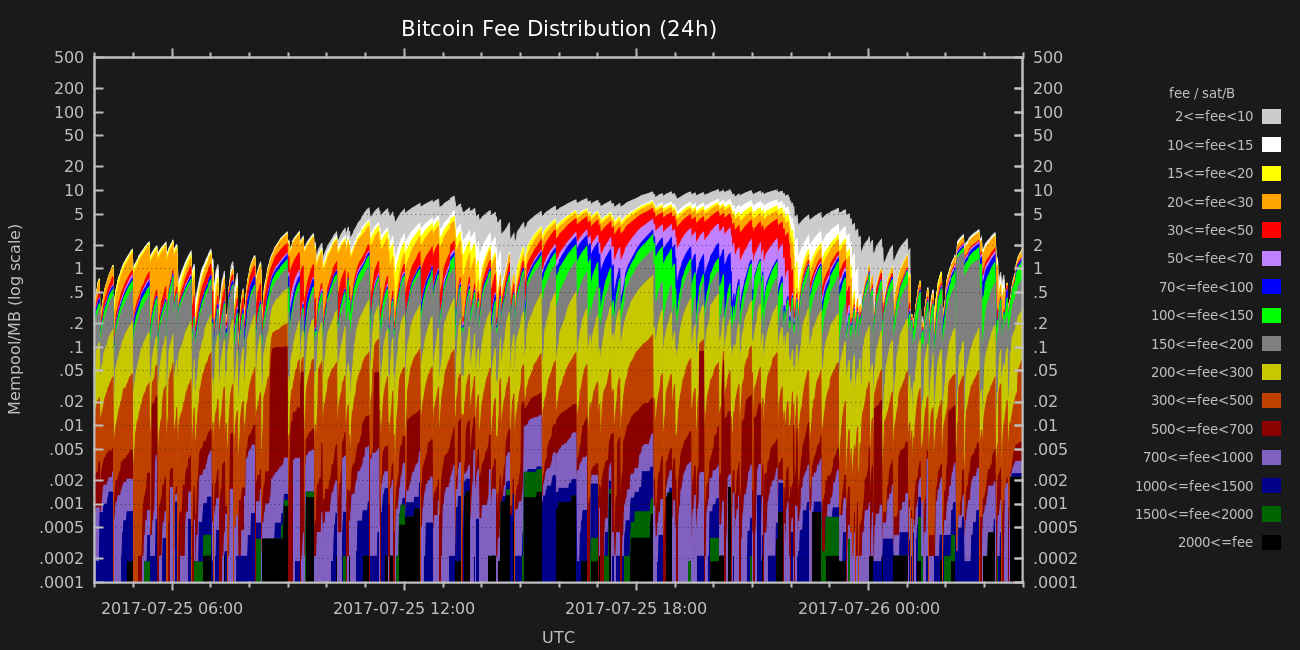 Bitcoin Fee Distribution (24h)
500 500
200 200
100 100
50 50
20 20
10 10
5 5
2 2
1 1
.5 .5
.2 .2
.1 .1
.05 .05
.02 .02
.01 .01
.005 .005
.002 .002
.001 .001
.0005 .0005
.0002 .0002
.0001 .0001
Mempool/MB (log scale)
2017-07-25 06:00 2017-07-25 12:00 2017-07-25 18:00 2017-07-26 00:00
UTC
fee / sat/B
2<=fee<10
10<=fee<15
15<=fee<20
20<=fee<30
30<=fee<50
50<=fee<70
70<=fee<100
100<=fee<150
150<=fee<200
200<=fee<300
300<=fee<500
500<=fee<700
700<=fee<1000
1000<=fee<1500
1500<=fee<2000
2000<=fee